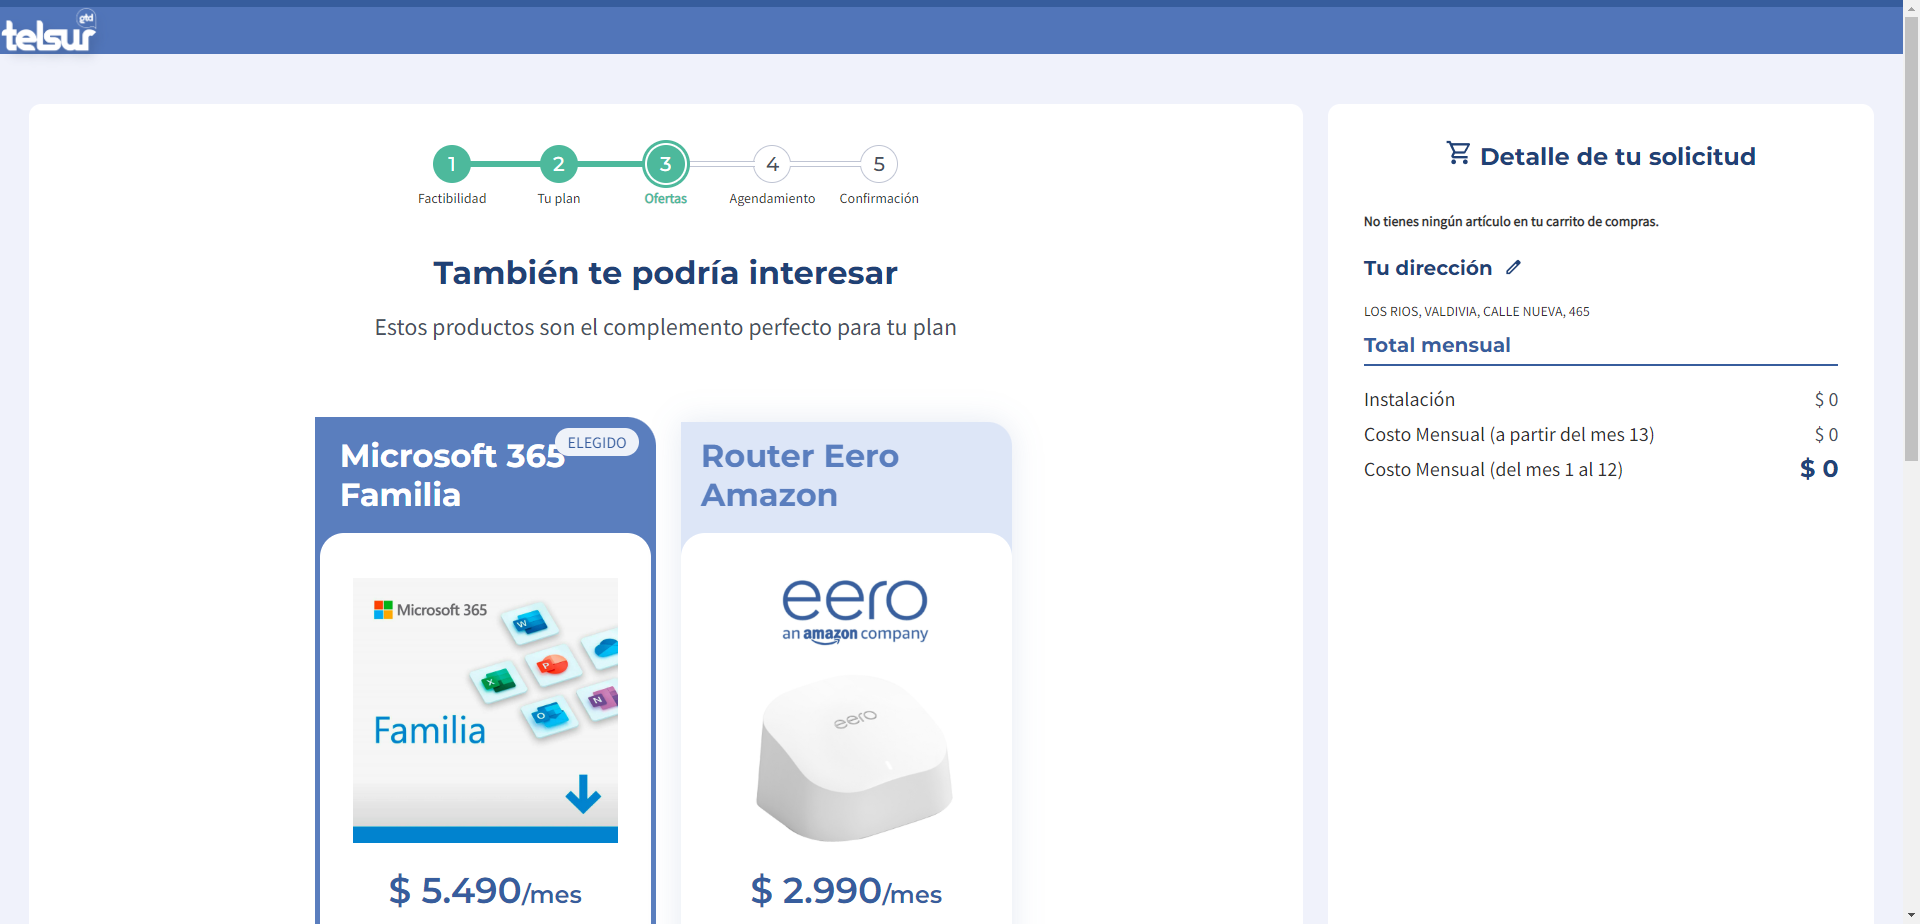 telsur gtd
1
2
3
4
5
Factibilidad
Tu plan
Ofertas
Agendamiento
Confirmación
También te podría interesar
Estos productos son el complemento perfecto para tu plan
ELEGIDO
Microsoft 365
Familia
Microsoft 365
W
P
X
N
O
Familia
$ 5.490/mes
Router Eero
Amazon
eero
an amazon company
eero
$ 2.990/mes
Detalle de tu solicitud
No tienes ningún artículo en tu carrito de compras.
Tu dirección
LOS RIOS, VALDIVIA, CALLE NUEVA, 465
Total mensual
Instalación $ 0
Costo Mensual (a partir del mes 13) $ 0
Costo Mensual (del mes 1 al 12) $ 0